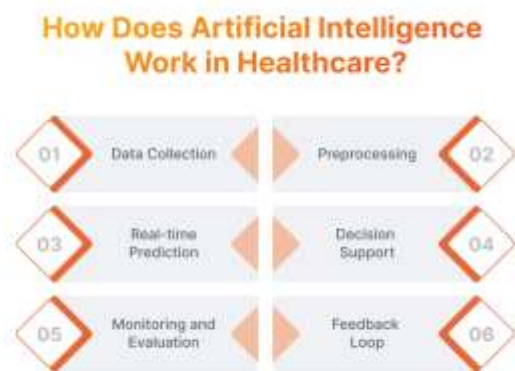 How Does Artificial Intelligence
Work in Healthcare?
01
Data Collection
Preprocessing
02
03
Real-time
Prediction
Decision
Support
04
05
Monitoring and
Evaluation
Feedback
Loop
06